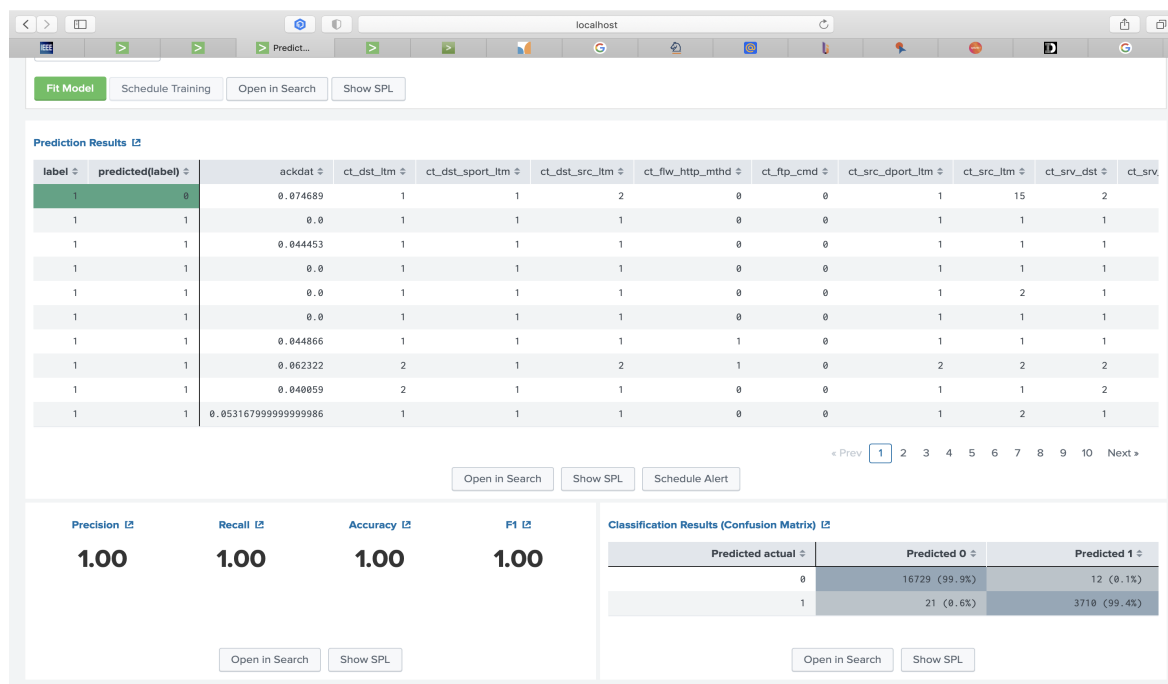 localhost
IEEE > > > Predict... > > G @ D G
Fit Model Schedule Training Open in Search Show SPL
Prediction Results
label predicted(label) ackdat ct_dst_ltm ct_dst_sport_ltm ct_dst_src_ltm ct_flw_http_mthd ct_ftp_cmd ct_src_dport_ltm ct_src_ltm ct_srv_dst ct_srv_
1 0 0.074689 1 1 2 0 0 1 15 2
1 1 0.0 1 1 1 0 0 1 1 1
1 1 0.044453 1 1 1 0 0 1 1 1
1 1 0.0 1 1 1 0 0 1 1 1
1 1 0.0 1 1 1 0 0 1 2 1
1 1 0.0 1 1 1 0 0 1 1 1
1 1 0.044866 1 1 1 1 0 1 1 1
1 1 0.062322 2 1 2 1 0 2 2 2
1 1 0.040059 2 1 1 0 0 1 1 2
1 1 0.053167999999999986 1 1 1 0 0 1 2 1
« Prev 1 2 3 4 5 6 7 8 9 10 Next »
Open in Search Show SPL Schedule Alert
Precision Recall Accuracy F1
1.00 1.00 1.00 1.00
Open in Search Show SPL
Classification Results (Confusion Matrix)
Predicted actual Predicted 0 Predicted 1
0 16729 (99.9%) 12 (0.1%)
1 21 (0.6%) 3710 (99.4%)
Open in Search Show SPL